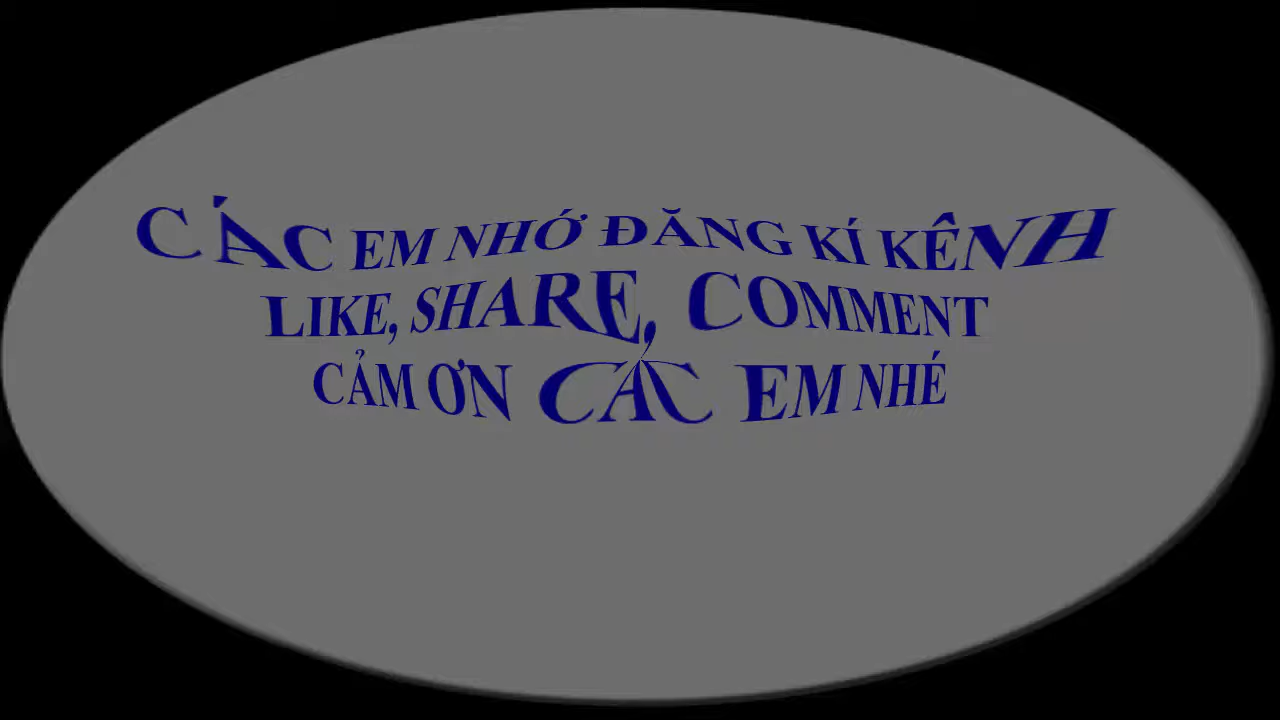 CÁC EM NHỚ ĐĂNG KÍ KÊNH
LIKE, SHARE, COMMENT
CẢM ƠN CÁC EM NHÉ